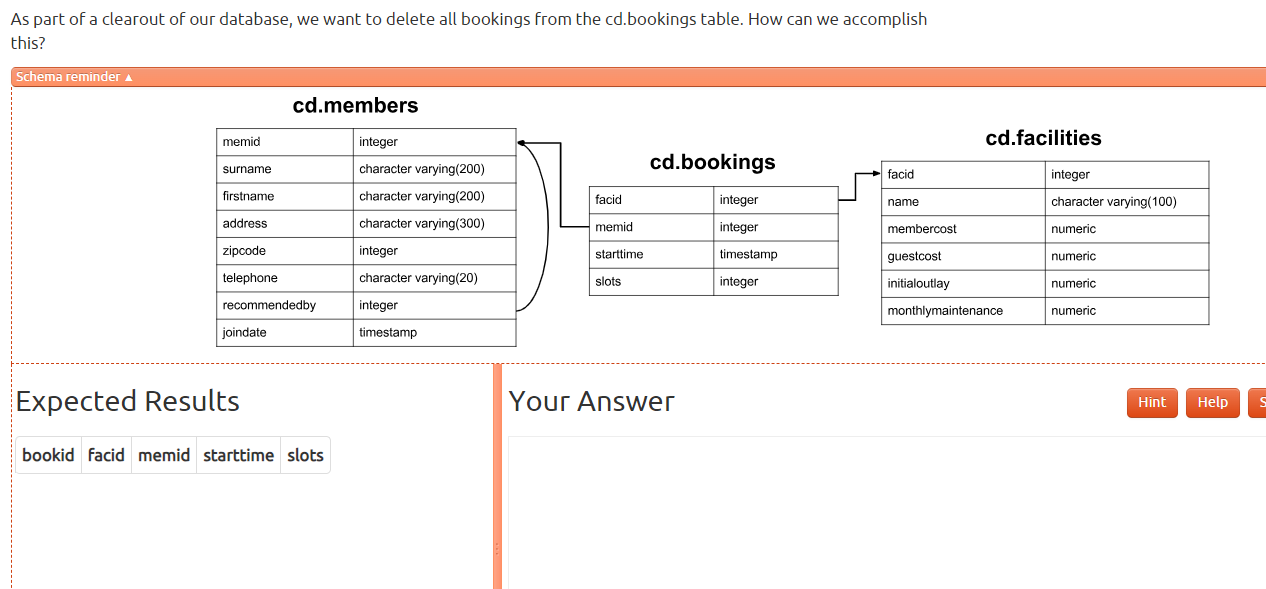 As part of a clearout of our database, we want to delete all bookings from the cd.bookings table. How can we accomplish
this?
Schema reminder ▲
cd.members
memid integer
surname character varying(200)
firstname character varying(200)
address character varying(300)
zipcode integer
telephone character varying(20)
recommendedby integer
joindate timestamp
cd.bookings
facid integer
memid integer
starttime timestamp
slots integer
cd.facilities
facid integer
name character varying(100)
membercost numeric
guestcost numeric
initialoutlay numeric
monthlymaintenance numeric
Expected Results
bookid facid memid starttime slots
Your Answer
Hint Help S